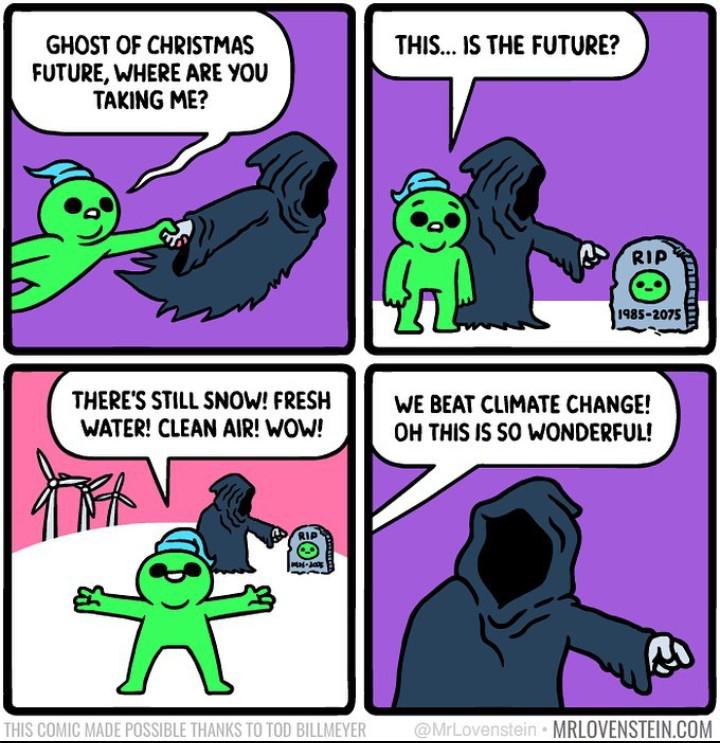 GHOST OF CHRISTMAS
FUTURE, WHERE ARE YOU
TAKING ME?
THIS... IS THE FUTURE?
RIP
1985-2075
THERE'S STILL SNOW! FRESH
WATER! CLEAN AIR! WOW!
RIP
WE BEAT CLIMATE CHANGE!
OH THIS IS SO WONDERFUL!
THIS COMIC MADE POSSIBLE THANKS TO TOD BILLMEYER
@MrLovenstein • MRLOVENSTEIN.COM